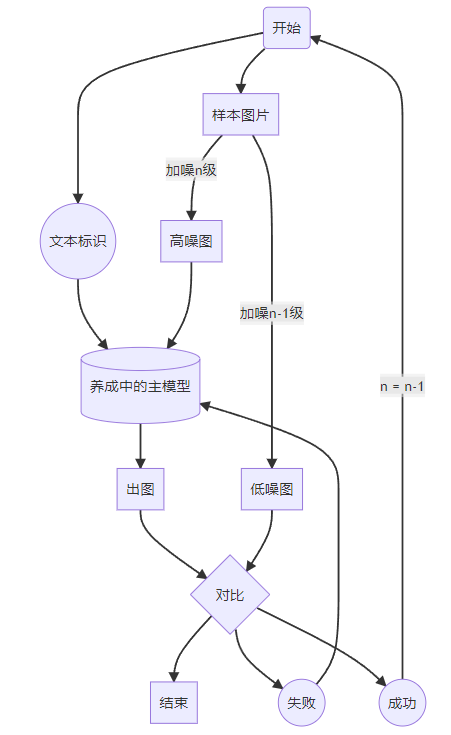 开始
样本图片
加噪n级
文本标识
高噪图
加噪n-1级
养成中的主模型
n = n-1
出图
低噪图
对比
结束
失败
成功